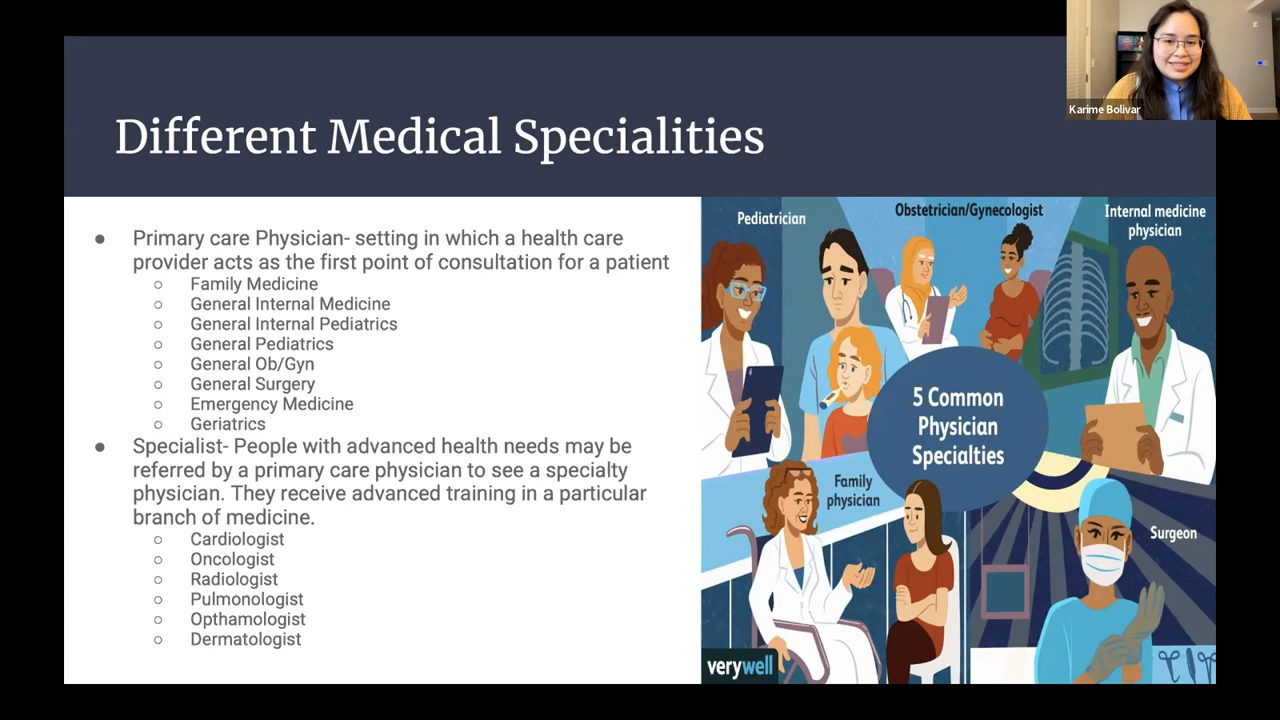 Karime Bolivar
Different Medical Specialities
● Primary care Physician- setting in which a health care
provider acts as the first point of consultation for a patient
○ Family Medicine
○ General Internal Medicine
○ General Internal Pediatrics
○ General Pediatrics
○ General Ob/Gyn
○ General Surgery
○ Emergency Medicine
○ Geriatrics
● Specialist- People with advanced health needs may be
referred by a primary care physician to see a specialty
physician. They receive advanced training in a particular
branch of medicine.
○ Cardiologist
○ Oncologist
○ Radiologist
○ Pulmonologist
○ Opthamologist
○ Dermatologist
Pediatrician
Obstetrician/Gynecologist
Internal medicine
physician
5 Common
Physician
Specialties
Family
physician
Surgeon
verywell